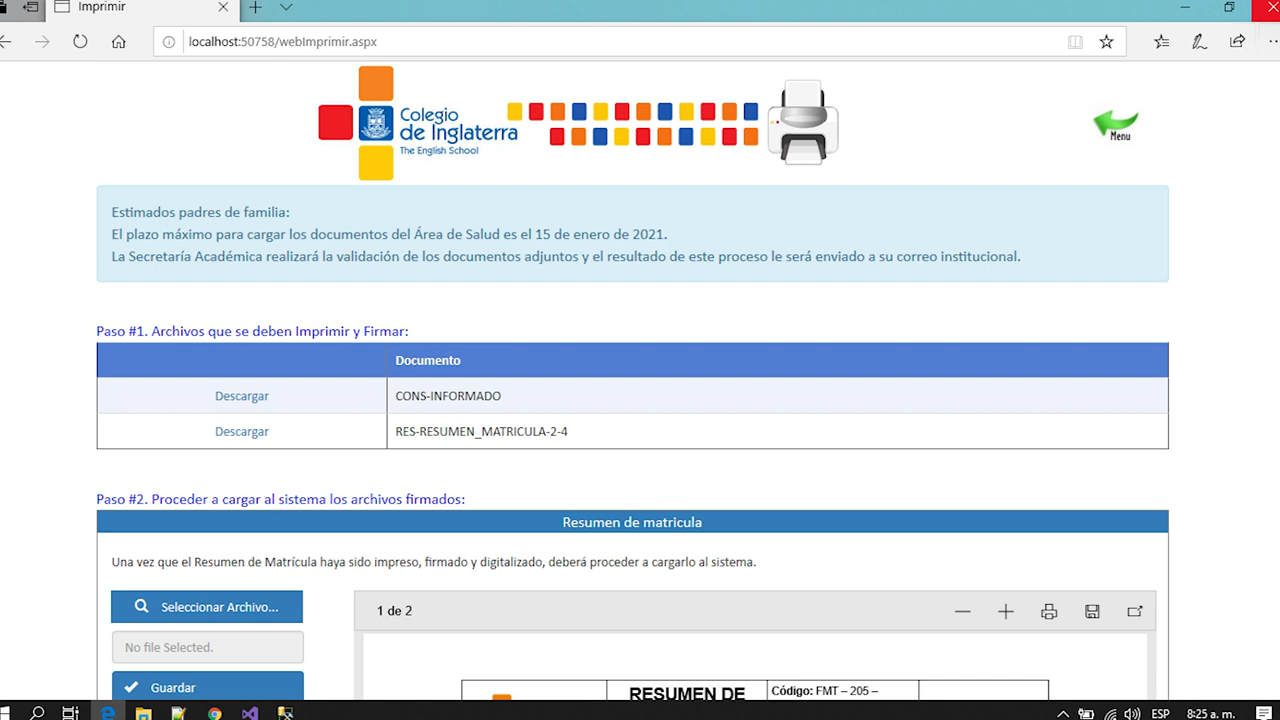 Imprimir
localhost:50758/webImprimir.aspx
Colegio
de Inglaterra
The English School
Menu
Estimados padres de familia:
El plazo máximo para cargar los documentos del Área de Salud es el 15 de enero de 2021.
La Secretaría Académica realizará la validación de los documentos adjuntos y el resultado de este proceso le será enviado a su correo institucional.
Paso #1. Archivos que se deben Imprimir y Firmar:
Documento
Descargar CONS-INFORMADO
Descargar RES-RESUMEN_MATRICULA-2-4
Paso #2. Proceder a cargar al sistema los archivos firmados:
Resumen de matricula
Una vez que el Resumen de Matrícula haya sido impreso, firmado y digitalizado, deberá proceder a cargarlo al sistema.
Seleccionar Archivo...
1 de 2
No file Selected.
Guardar
RESUMEN DE
Código: FMT – 205 –
ESP 8:25 a. m.